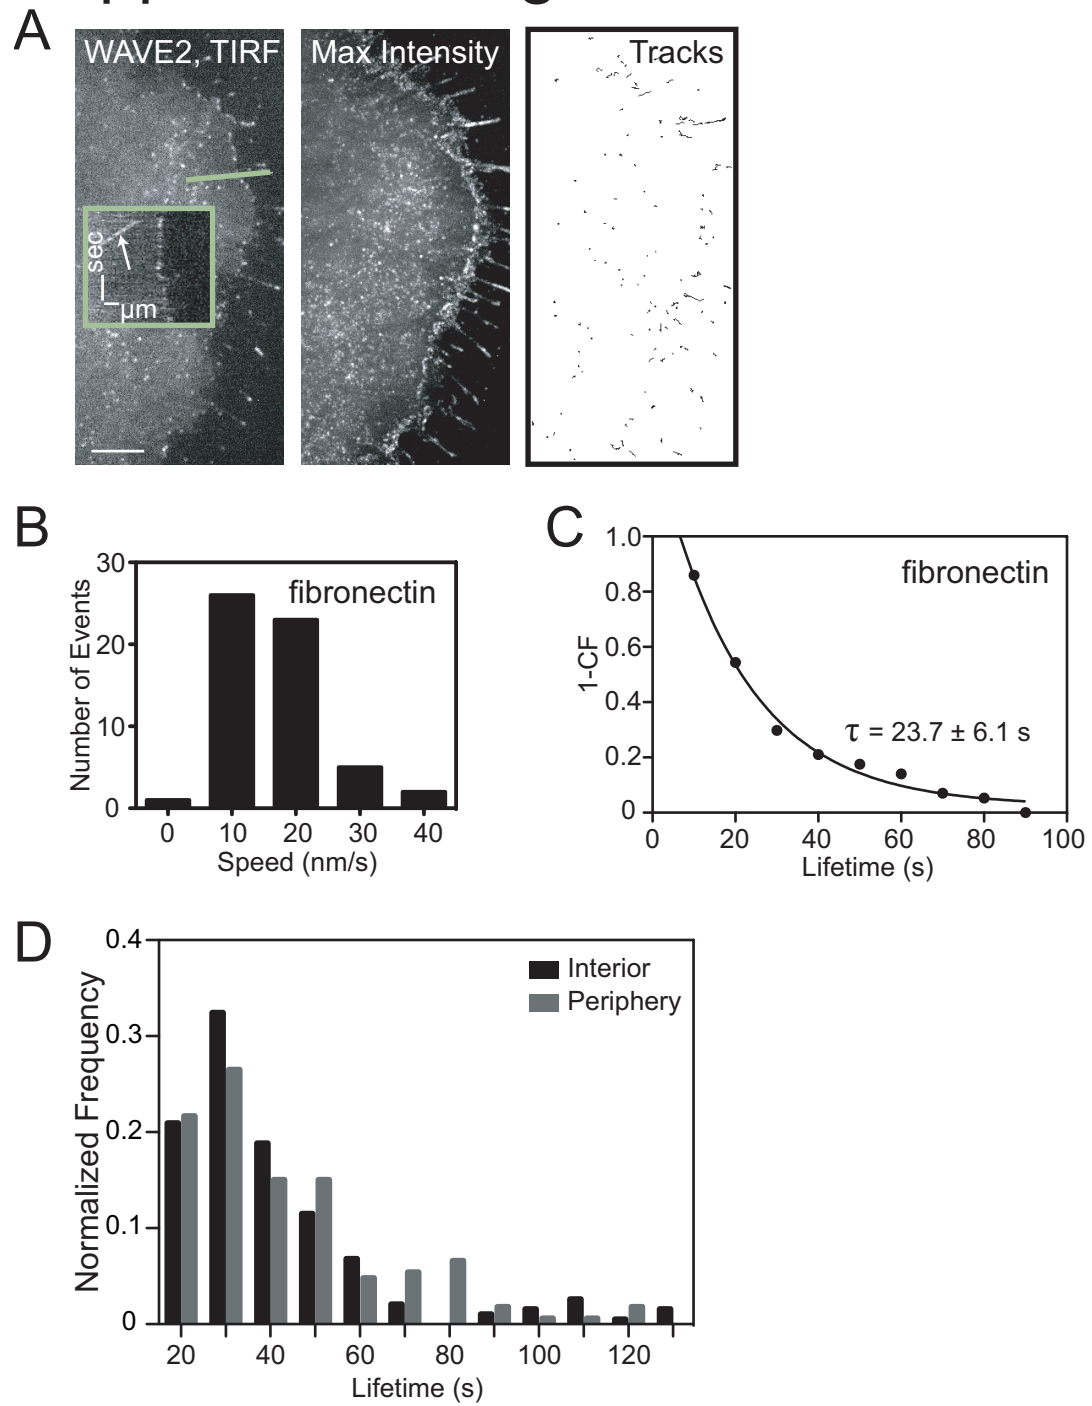 A
WAVE2, TIRF
Max Intensity
Tracks
sec
µm
B
30
20
10
0
Number of Events
fibronectin
0 10 20 30 40
Speed (nm/s)
C
1.0
0.8
0.6
0.4
0.2
0
1-CF
fibronectin
τ = 23.7 ± 6.1 s
0 20 40 60 80 100
Lifetime (s)
D
0.4
0.3
0.2
0.1
0
Normalized Frequency
Interior
Periphery
20 40 60 80 100 120
Lifetime (s)